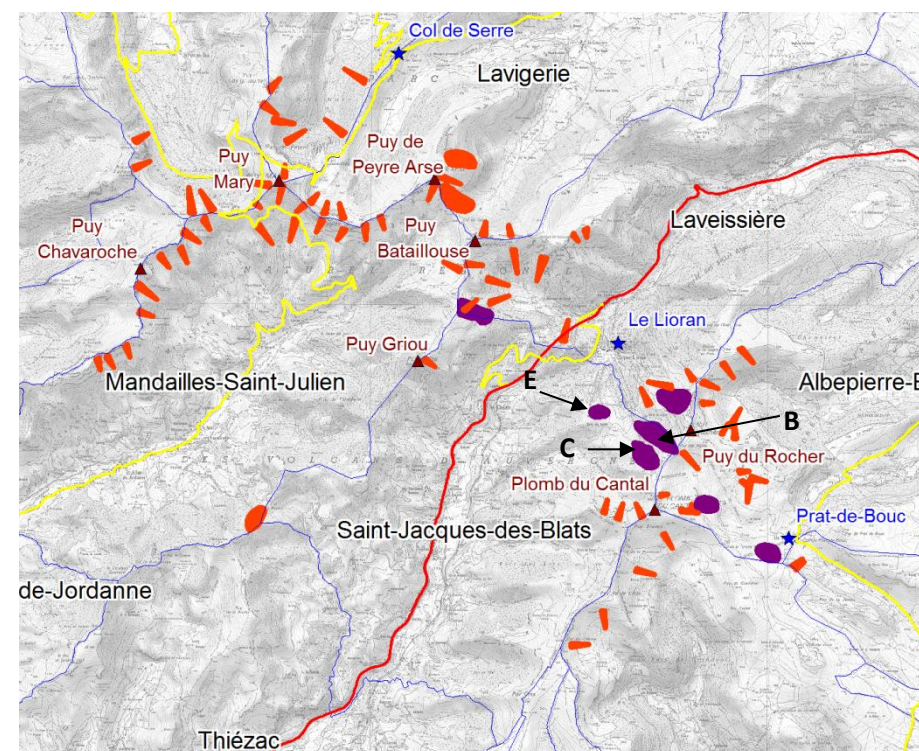 Col de Serre
Lavigerie
Puy de
Peyre Arse
Puy
Mary
Puy
Chavaroche
Puy
Bataillouse
Laveissière
Le Lioran
Puy Griou
Mandailles-Saint-Julien
E
Albepierre-B
B
C
Puy du Rocher
Plomb du Cantal
Saint-Jacques-des-Blats
Prat-de-Bouc
de-Jordanne
Thiézac